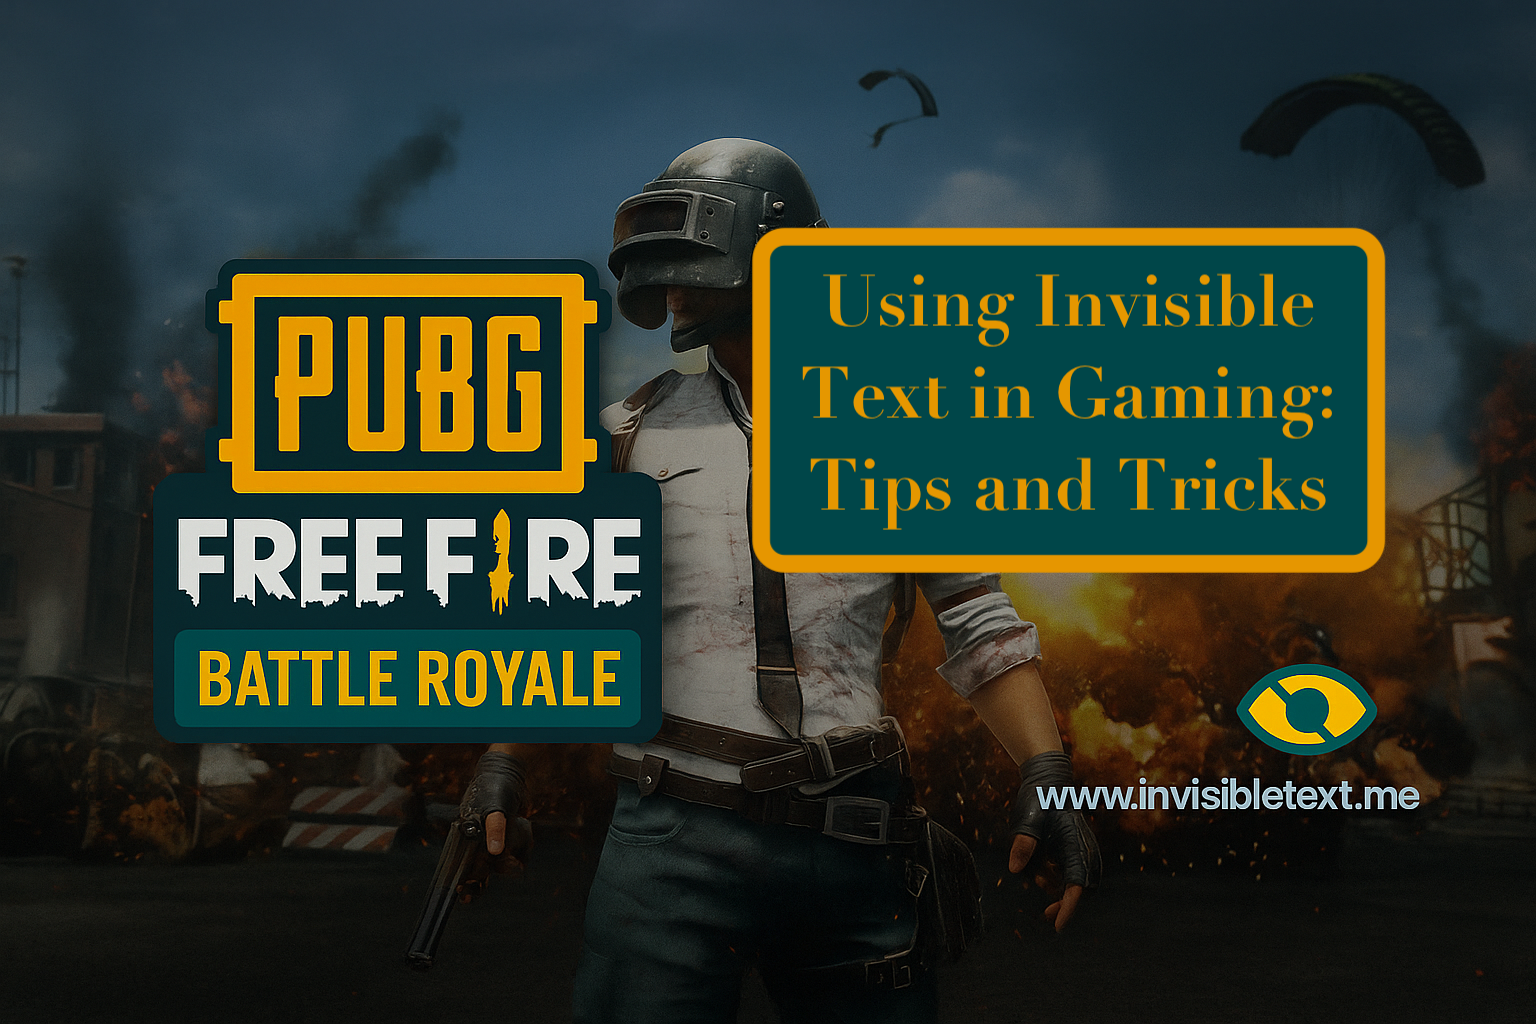 PUBG
FREE FIRE
BATTLE ROYALE
Using Invisible
Text in Gaming:
Tips and Tricks
www.invisibletext.me